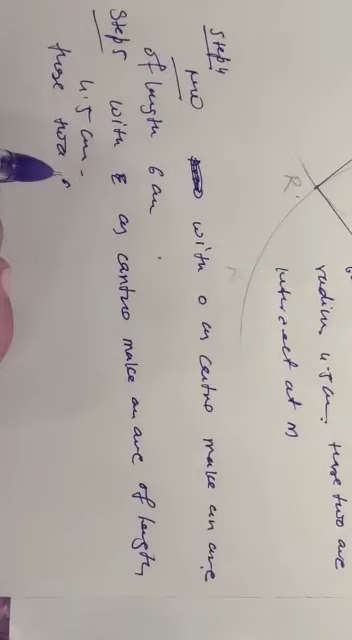 R
radius 4.5 cm. these two arc
intersect at M
Step 4
Now with O as centre make an arc
of length 6 cm
Step 5 with E as centre make an arc of length
4.5 cm.
these two